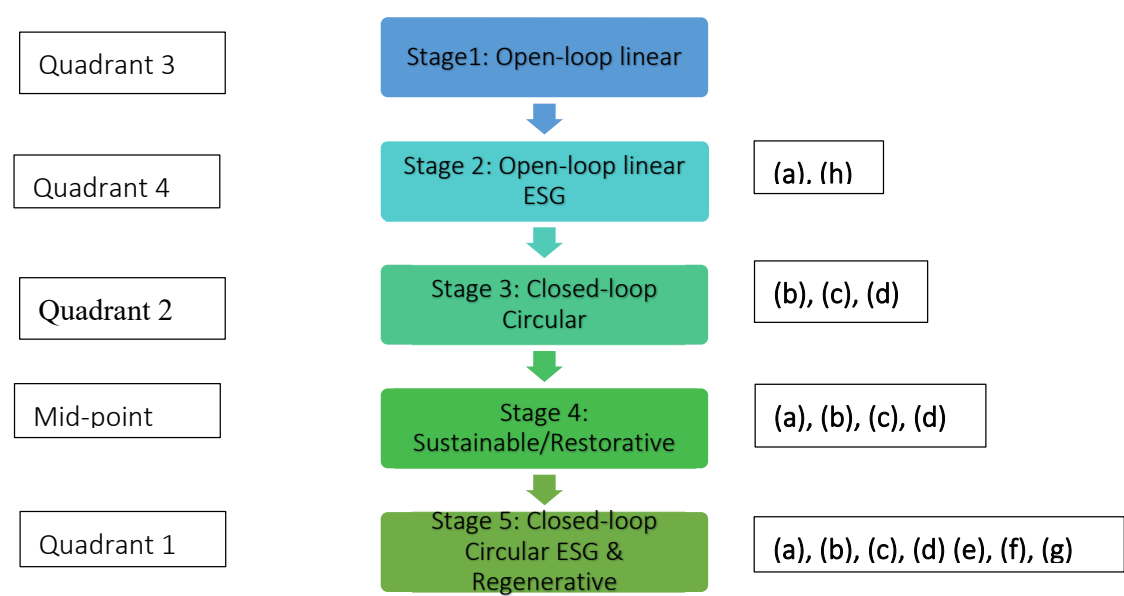 Quadrant 3
Stage1: Open-loop linear
Quadrant 4
Stage 2: Open-loop linear
ESG
(a), (h)
Quadrant 2
Stage 3: Closed-loop
Circular
(b), (c), (d)
Mid-point
Stage 4:
Sustainable/Restorative
(a), (b), (c), (d)
Quadrant 1
Stage 5: Closed-loop
Circular ESG &
Regenerative
(a), (b), (c), (d) (e), (f), (g)